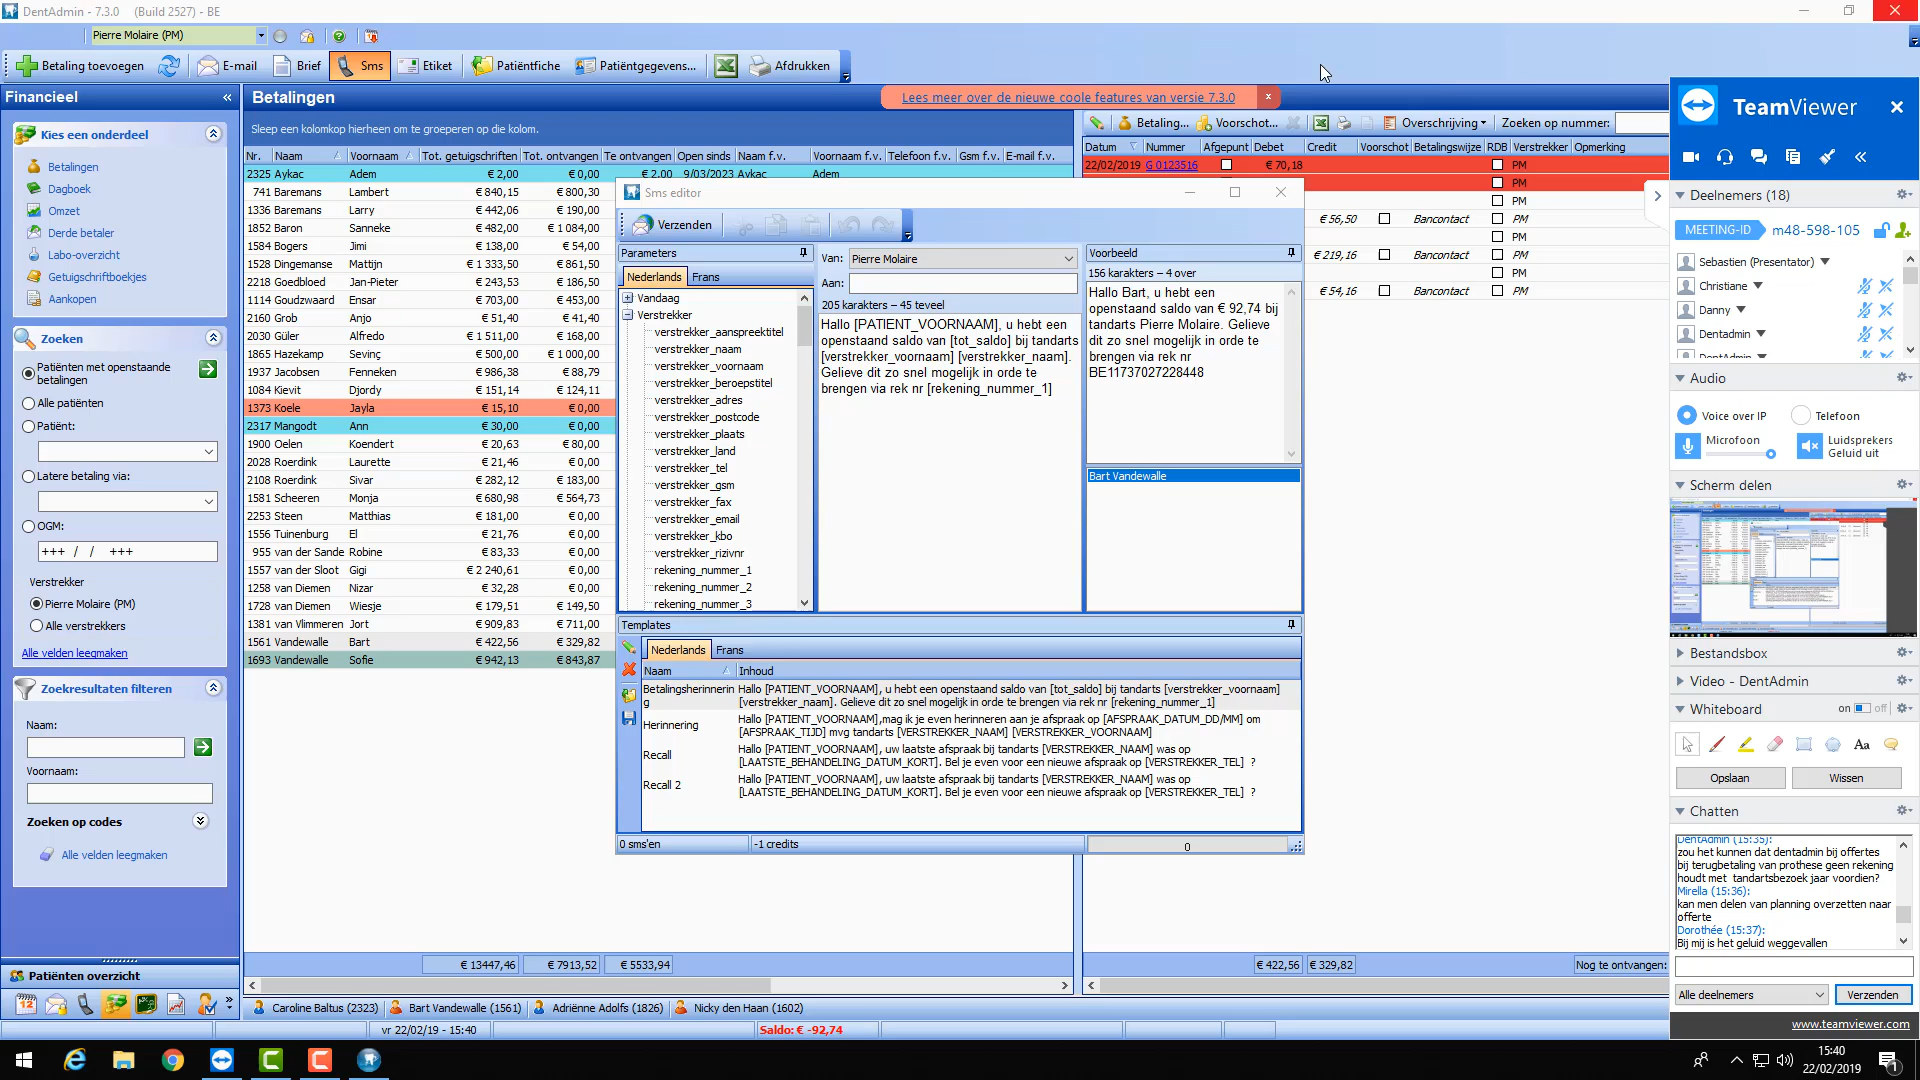 DentAdmin - 7.3.0    (Build 2527) - BE
Pierre Molaire (PM)
Betaling toevoegen E-mail Brief Sms Etiket Patiëntfiche Patiëntgegevens... Afdrukken
Financieel
Kies een onderdeel
Betalingen
Dagboek
Omzet
Derde betaler
Labo-overzicht
Getuigschriftboekjes
Aankopen
Zoeken
Patiënten met openstaande
betalingen
Alle patiënten
Patiënt:
Latere betaling via:
OGM:
+++ / / +++
Verstrekker
Pierre Molaire (PM)
Alle verstrekkers
Alle velden leegmaken
Zoekresultaten filteren
Naam:
Voornaam:
Zoeken op codes
Alle velden leegmaken
Patiënten overzicht
Betalingen
Lees meer over de nieuwe coole features van versie 7.3.0 x
Sleep een kolomkop hierheen om te groeperen op die kolom.
Nr. Naam Voornaam Tot. getuigschriften Tot. ontvangen Te ontvangen Open sinds Naam f.v. Voornaam f.v. Telefoon f.v. Gsm f.v. E-mail f.v.
2325 Aykac Adem € 2,00 € 0,00 € 2,00 9/03/2023 Aykac Adem
741 Baremans Lambert € 840,15 € 800,30
1336 Baremans Larry € 442,06 € 190,00
1852 Baron Sanneke € 482,00 € 1 084,00
1584 Bogers Jimi € 138,00 € 54,00
1528 Dingemanse Mattijn € 1 333,50 € 861,50
2218 Goedbloed Jan-Pieter € 243,53 € 186,50
1114 Goudzwaard Ensar € 703,00 € 453,00
2160 Grob Anjo € 51,40 € 41,40
2030 Güler Alfredo € 1 511,00 € 168,00
1865 Hazekamp Sevinç € 500,00 € 1 000,00
1937 Jacobsen Fenneken € 986,38 € 88,79
1084 Kievit Djordy € 151,14 € 124,11
1373 Koele Jayla € 15,10 € 0,00
2317 Mangodt Ann € 30,00 € 0,00
1900 Oelen Koendert € 20,63 € 80,00
2028 Roerdink Laurette € 21,46 € 0,00
2108 Roerdink Sivar € 282,12 € 183,00
1581 Scheeren Monja € 680,98 € 564,73
2253 Steen Matthias € 181,00 € 0,00
1556 Tuinenburg El € 21,76 € 0,00
955 van der Sande Robine € 83,33 € 0,00
1557 van der Sloot Gigi € 2 240,61 € 0,00
1258 van Diemen Nizar € 32,28 € 0,00
1728 van Diemen Wiesje € 179,51 € 149,50
1381 van Vlimmeren Jort € 909,83 € 711,00
1561 Vandewalle Bart € 422,56 € 329,82
1693 Vandewalle Sofie € 942,13 € 843,87
€ 13447,46 € 7913,52 € 5533,94
Betaling... Voorschot... Overschrijving Zoeken op nummer:
Datum Nummer Afgepunt Debet Credit Voorschot Betalingswijze RDB Verstrekker Opmerking
22/02/2019 G 0123516 € 70,18 PM
PM
PM
€ 56,50 Bancontact PM
PM
€ 219,16 Bancontact PM
PM
€ 54,16 Bancontact PM
€ 422,56 € 329,82 Nog te ontvangen:
Sms editor
Verzenden
Parameters
Nederlands Frans
Vandaag
Verstrekker
verstrekker_aanspreektitel
verstrekker_naam
verstrekker_voornaam
verstrekker_beroepstitel
verstrekker_adres
verstrekker_postcode
verstrekker_plaats
verstrekker_land
verstrekker_tel
verstrekker_gsm
verstrekker_fax
verstrekker_email
verstrekker_kbo
verstrekker_rizivnr
rekening_nummer_1
rekening_nummer_2
rekening_nummer_3
Van: Pierre Molaire
Aan:
205 karakters – 45 teveel
Hallo [PATIENT_VOORNAAM], u hebt een
openstaand saldo van [tot_saldo] bij tandarts
[verstrekker_voornaam] [verstrekker_naam].
Gelieve dit zo snel mogelijk in orde te
brengen via rek nr [rekening_nummer_1]
Voorbeeld
156 karakters – 4 over
Hallo Bart, u hebt een
openstaand saldo van € 92,74 bij
tandarts Pierre Molaire. Gelieve
dit zo snel mogelijk in orde te
brengen via rek nr
BE11737027228448
Bart Vandewalle
Templates
Nederlands Frans
Naam Inhoud
Betalingsherinnerin Hallo [PATIENT_VOORNAAM], u hebt een openstaand saldo van [tot_saldo] bij tandarts [verstrekker_voornaam]
g [verstrekker_naam]. Gelieve dit zo snel mogelijk in orde te brengen via rek nr [rekening_nummer_1]
Herinnering Hallo [PATIENT_VOORNAAM],mag ik je even herinneren aan je afspraak op [AFSPRAAK_DATUM_DD/MM] om
[AFSPRAAK_TIJD] mvg tandarts [VERSTREKKER_NAAM] [VERSTREKKER_VOORNAAM]
Recall Hallo [PATIENT_VOORNAAM], uw laatste afspraak bij tandarts [VERSTREKKER_NAAM] was op
[LAATSTE_BEHANDELING_DATUM_KORT]. Bel je even voor een nieuwe afspraak op [VERSTREKKER_TEL] ?
Recall 2 Hallo [PATIENT_VOORNAAM], uw laatste afspraak bij tandarts [VERSTREKKER_NAAM] was op
[LAATSTE_BEHANDELING_DATUM_KORT]. Bel je even voor een nieuwe afspraak op [VERSTREKKER_TEL] ?
0 sms'en -1 credits 0
Caroline Baltus (2323) Bart Vandewalle (1561) Adriënne Adolfs (1826) Nicky den Haan (1602)
vr 22/02/19 - 15:40 Saldo: € -92,74
TeamViewer
Deelnemers (18)
MEETING-ID m48-598-105
Sebastien (Presentator)
Christiane
Danny
Dentadmin
DentAdmin
Audio
Voice over IP Telefoon
Microfoon Luidsprekers
Geluid uit
Scherm delen
Bestandsbox
Video - DentAdmin
Whiteboard on off
Aa
Opslaan Wissen
Chatten
DentAdmin (15:35):
zou het kunnen dat dentadmin bij offertes
bij terugbetaling van prothese geen rekening
houdt met tandartsbezoek jaar voordien?
Mirella (15:36):
kan men delen van planning overzetten naar
offerte
Dorothée (15:37):
Bij mij is het geluid weggevallen
Alle deelnemers Verzenden
www.teamviewer.com
15:40
22/02/2019
1